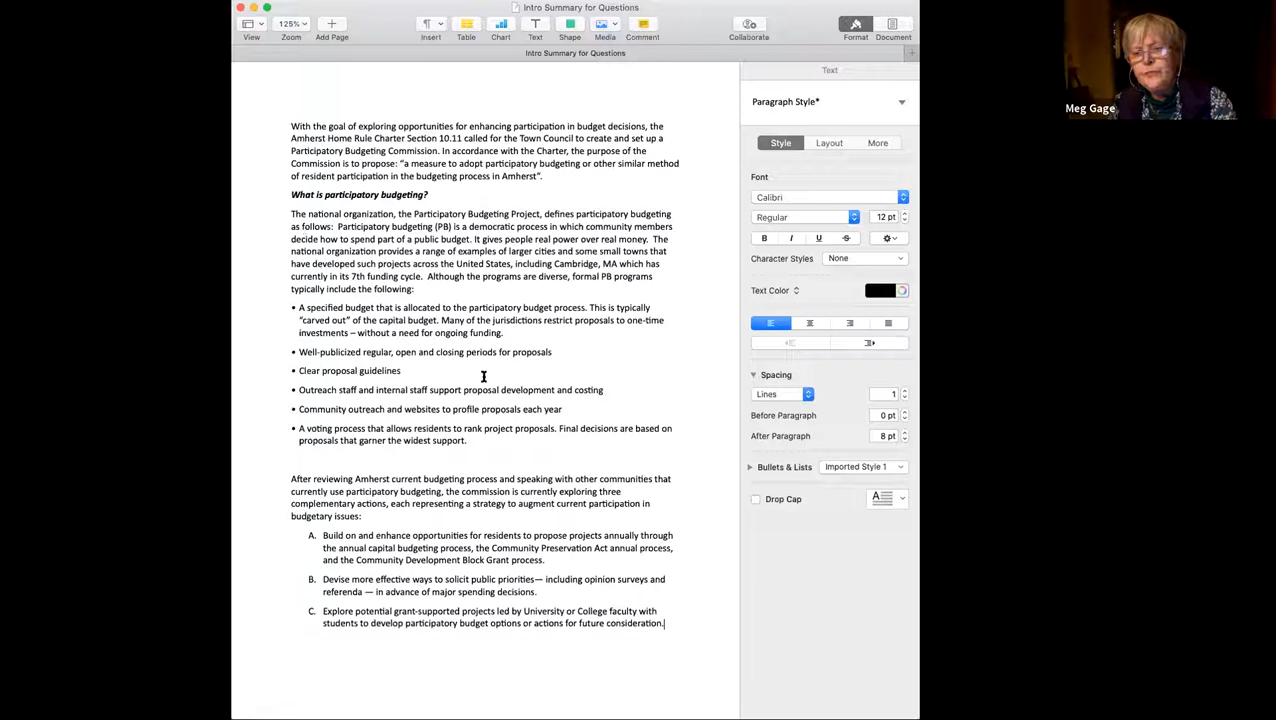 Intro Summary for Questions
125%
View
Zoom
Add Page
Insert
Table
Chart
Text
Shape
Media
Comment
Collaborate
Format
Document
Intro Summary for Questions
With the goal of exploring opportunities for enhancing participation in budget decisions, the
Amherst Home Rule Charter Section 10.11 called for the Town Council to create and set up a
Participatory Budgeting Commission. In accordance with the Charter, the purpose of the
Commission is to propose: “a measure to adopt participatory budgeting or other similar method
of resident participation in the budgeting process in Amherst”.
What is participatory budgeting?
The national organization, the Participatory Budgeting Project, defines participatory budgeting
as follows: Participatory budgeting (PB) is a democratic process in which community members
decide how to spend part of a public budget. It gives people real power over real money. The
national organization provides a range of examples of larger cities and some small towns that
have developed such projects across the United States, including Cambridge, MA which has
currently in its 7th funding cycle. Although the programs are diverse, formal PB programs
typically include the following:
• A specified budget that is allocated to the participatory budget process. This is typically
“carved out” of the capital budget. Many of the jurisdictions restrict proposals to one-time
investments – without a need for ongoing funding.
• Well-publicized regular, open and closing periods for proposals
• Clear proposal guidelines
• Outreach staff and internal staff support proposal development and costing
• Community outreach and websites to profile proposals each year
• A voting process that allows residents to rank project proposals. Final decisions are based on
proposals that garner the widest support.
After reviewing Amherst current budgeting process and speaking with other communities that
currently use participatory budgeting, the commission is currently exploring three
complementary actions, each representing a strategy to augment current participation in
budgetary issues:
A. Build on and enhance opportunities for residents to propose projects annually through
the annual capital budgeting process, the Community Preservation Act annual process,
and the Community Development Block Grant process.
B. Devise more effective ways to solicit public priorities— including opinion surveys and
referenda — in advance of major spending decisions.
C. Explore potential grant-supported projects led by University or College faculty with
students to develop participatory budget options or actions for future consideration.
Text
Paragraph Style*
Style
Layout
More
Font
Calibri
Regular
12 pt
B I U S
Character Styles
None
Text Color
Spacing
Lines
1
Before Paragraph
0 pt
After Paragraph
8 pt
Bullets & Lists
Imported Style 1
Drop Cap
A
Meg Gage